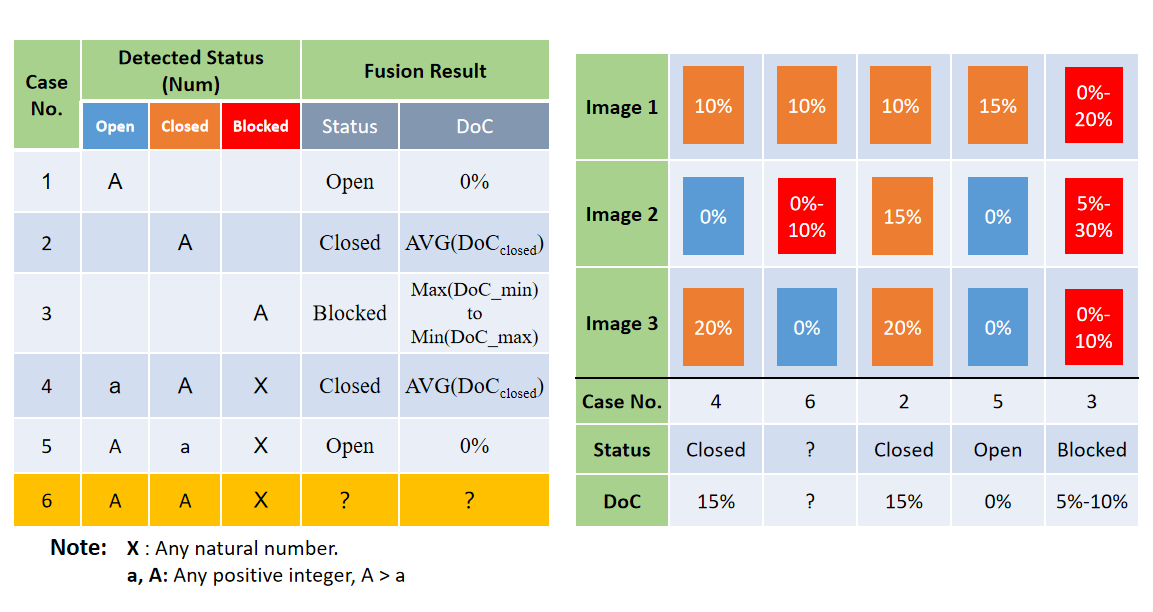 Case No.
Detected Status (Num)
Fusion Result
Open
Closed
Blocked
Status
DoC
1
A
Open
0%
2
A
Closed
AVG(DoC_closed)
3
A
Blocked
Max(DoC_min)
to
Min(DoC_max)
4
a
A
X
Closed
AVG(DoC_closed)
5
A
a
X
Open
0%
6
A
A
X
?
?
Note: X : Any natural number.
a, A: Any positive integer, A > a
Image 1
10%
10%
10%
15%
0%-
20%
Image 2
0%
0%-
10%
15%
0%
5%-
30%
Image 3
20%
0%
20%
0%
0%-
10%
Case No.
4
6
2
5
3
Status
Closed
?
Closed
Open
Blocked
DoC
15%
?
15%
0%
5%-10%